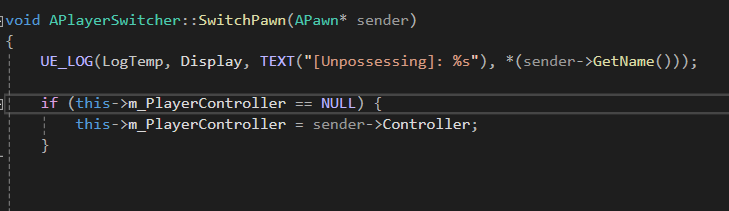 void APlayerSwitcher::SwitchPawn(APawn* sender)
{
UE_LOG(LogTemp, Display, TEXT("[Unpossessing]: %s"), *(sender->GetName()));
if (this->m_PlayerController == NULL) {
this->m_PlayerController = sender->Controller;
}